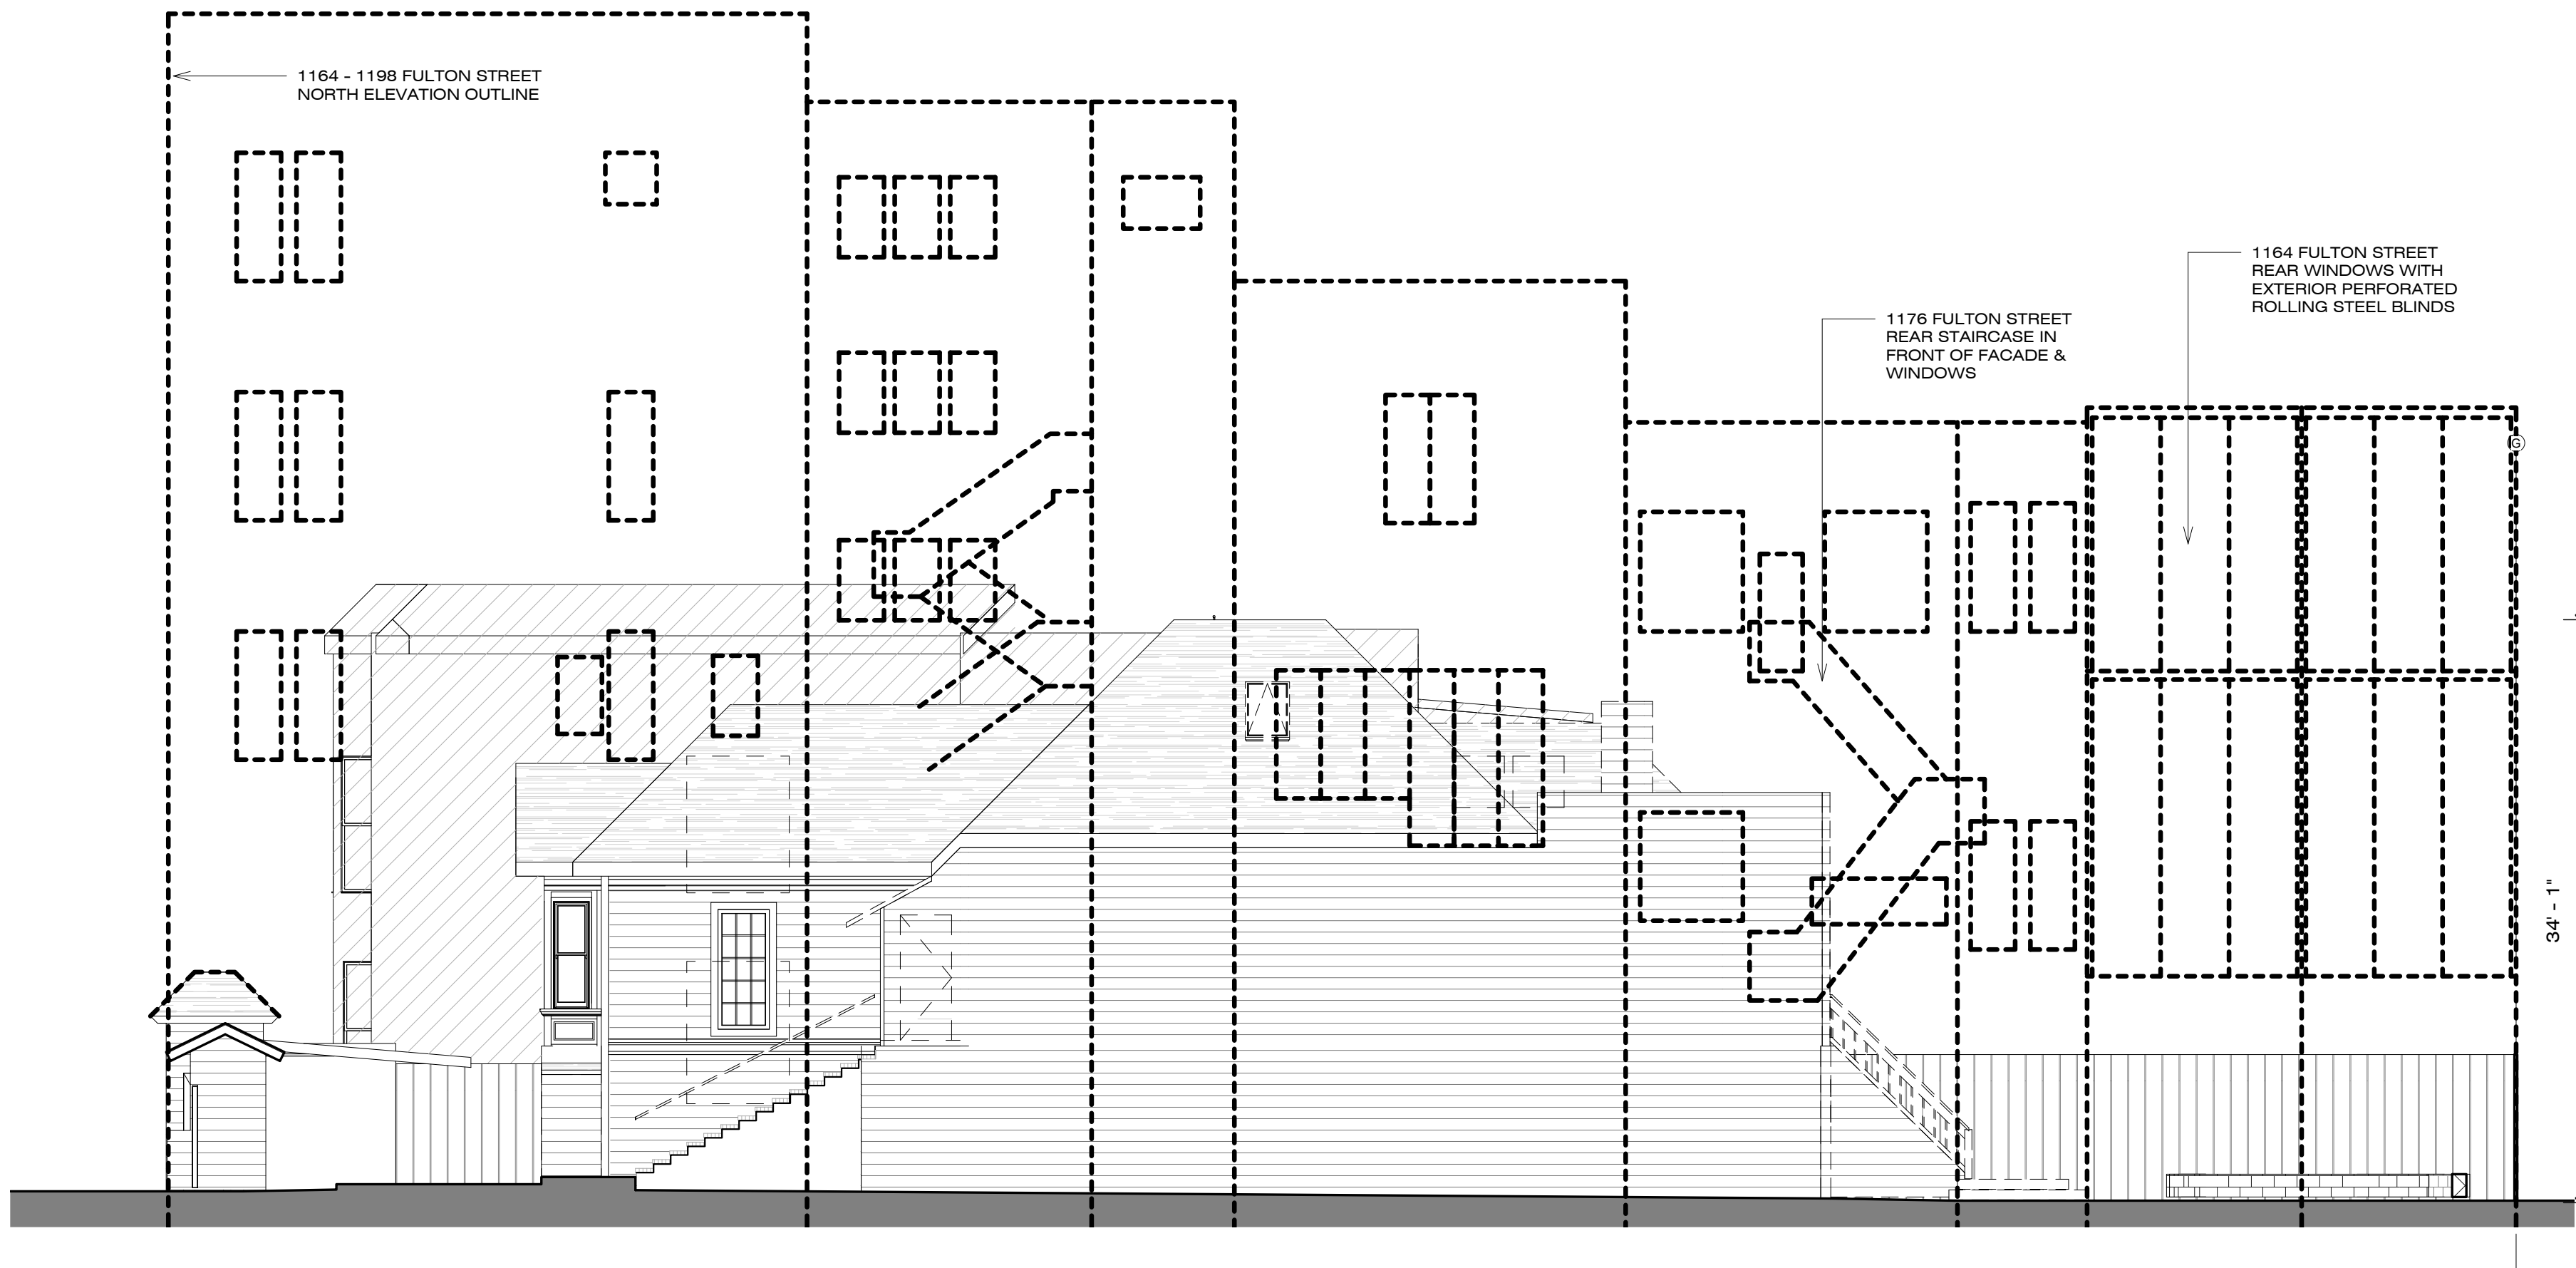 1164 - 1198 FULTON STREET
NORTH ELEVATION OUTLINE
1164 FULTON STREET
REAR WINDOWS WITH
EXTERIOR PERFORATED
ROLLING STEEL BLINDS
1176 FULTON STREET
REAR STAIRCASE IN
FRONT OF FACADE &
WINDOWS
G
34' - 1"